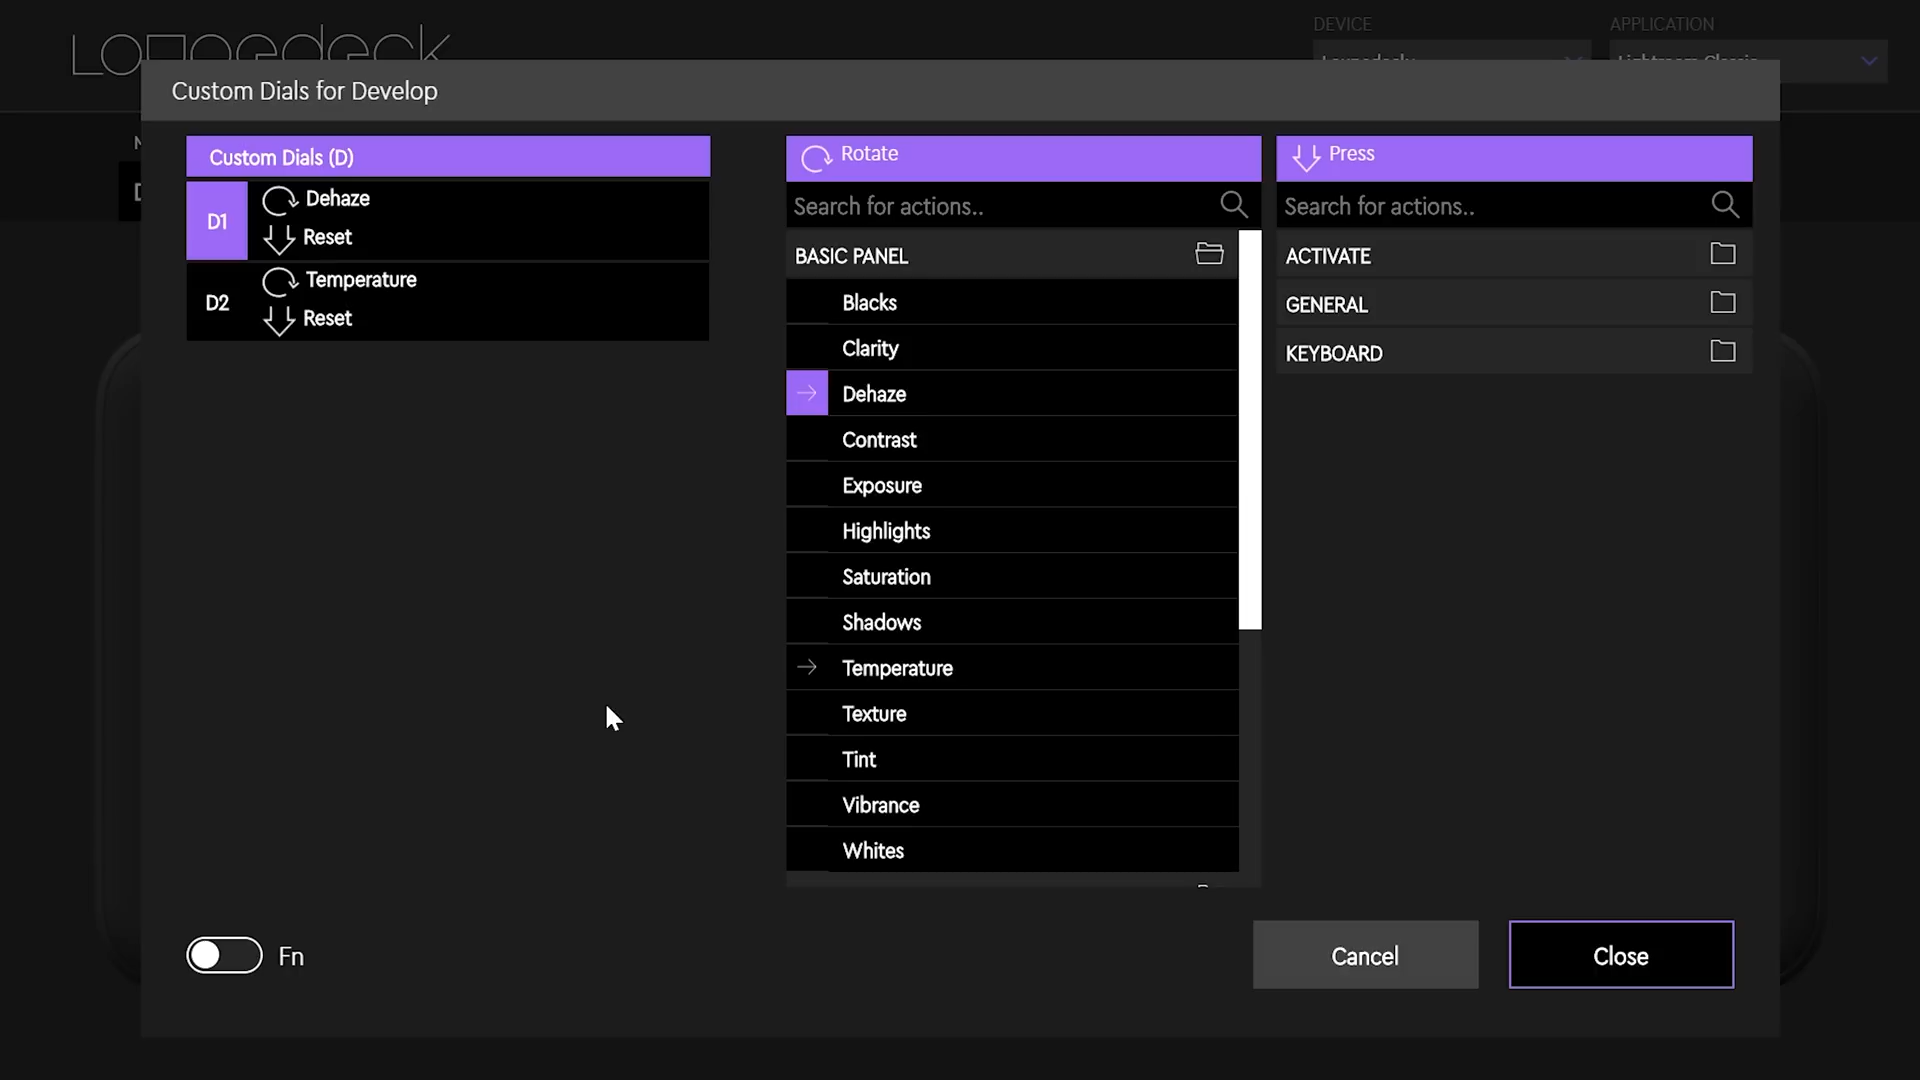 Loupedeck
DEVICE
APPLICATION
Custom Dials for Develop
Custom Dials (D)
D1
Dehaze
Reset
D2
Temperature
Reset
Rotate
Search for actions..
BASIC PANEL
Blacks
Clarity
Dehaze
Contrast
Exposure
Highlights
Saturation
Shadows
Temperature
Texture
Tint
Vibrance
Whites
Press
Search for actions..
ACTIVATE
GENERAL
KEYBOARD
Fn
Cancel
Close